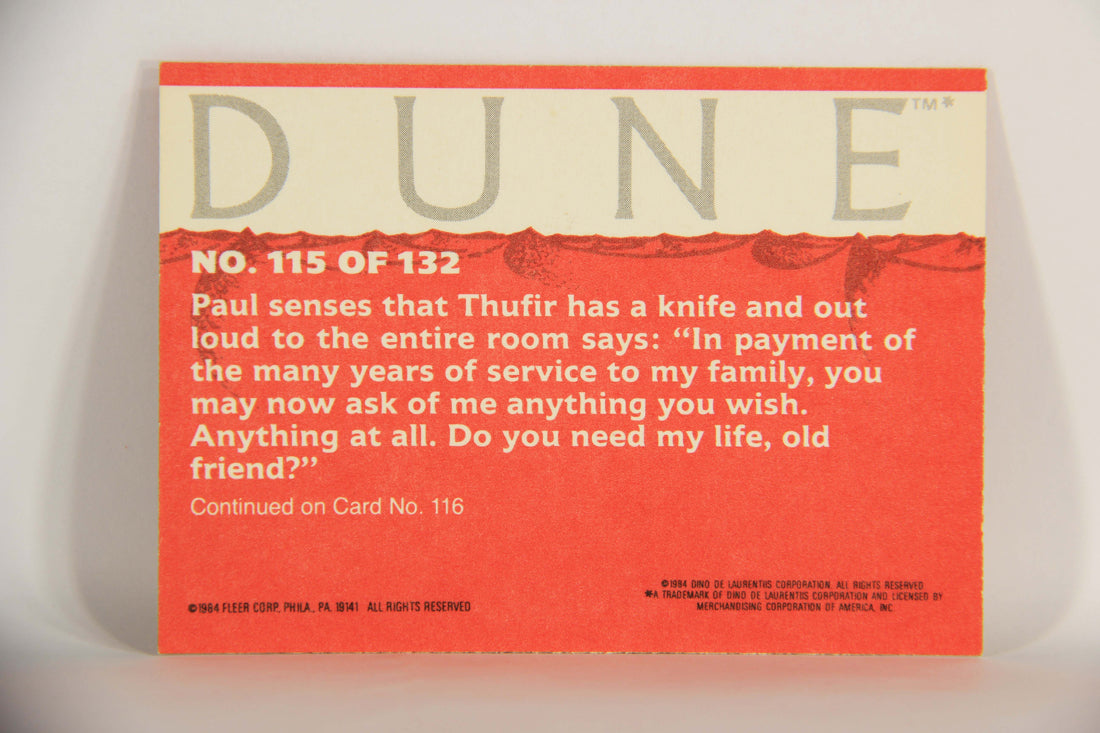 DUNE™*
NO. 115 OF 132
Paul senses that Thufir has a knife and out
loud to the entire room says: “In payment of
the many years of service to my family, you
may now ask of me anything you wish.
Anything at all. Do you need my life, old
friend?”
Continued on Card No. 116
©1984 FLEER CORP., PHILA., PA. 19141 ALL RIGHTS RESERVED
©1984 DINO DE LAURENTIIS CORPORATION. ALL RIGHTS RESERVED
*A TRADEMARK OF DINO DE LAURENTIIS CORPORATION AND LICENSED BY
MERCHANDISING CORPORATION OF AMERICA, INC.